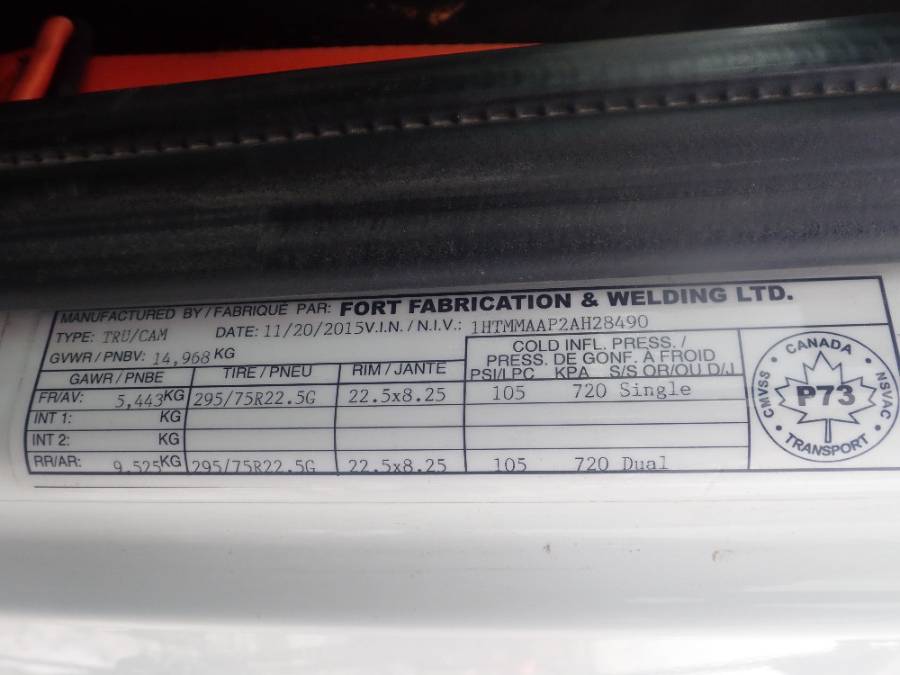 MANUFACTURED BY / FABRIQUÉ PAR: FORT FABRICATION & WELDING LTD.
TYPE: TRU/CAM DATE: 11/20/2015 V.I.N. / N.I.V.: 1HTMMAAP2AH28490
GVWR / PNBV: 14,968 KG
COLD INFL. PRESS. /
PRESS. DE GONF. À FROID
GAWR / PNBE TIRE / PNEU RIM / JANTE PSI/LPC KPA S/S OR/OU D/J
FR/AV: 5,443 KG 295/75R22.5G 22.5x8.25 105 720 Single
INT 1: KG
INT 2: KG
RR/AR: 9,525 KG 295/75R22.5G 22.5x8.25 105 720 Dual
CANADA
CMVSS P73 NSVAC
TRANSPORT